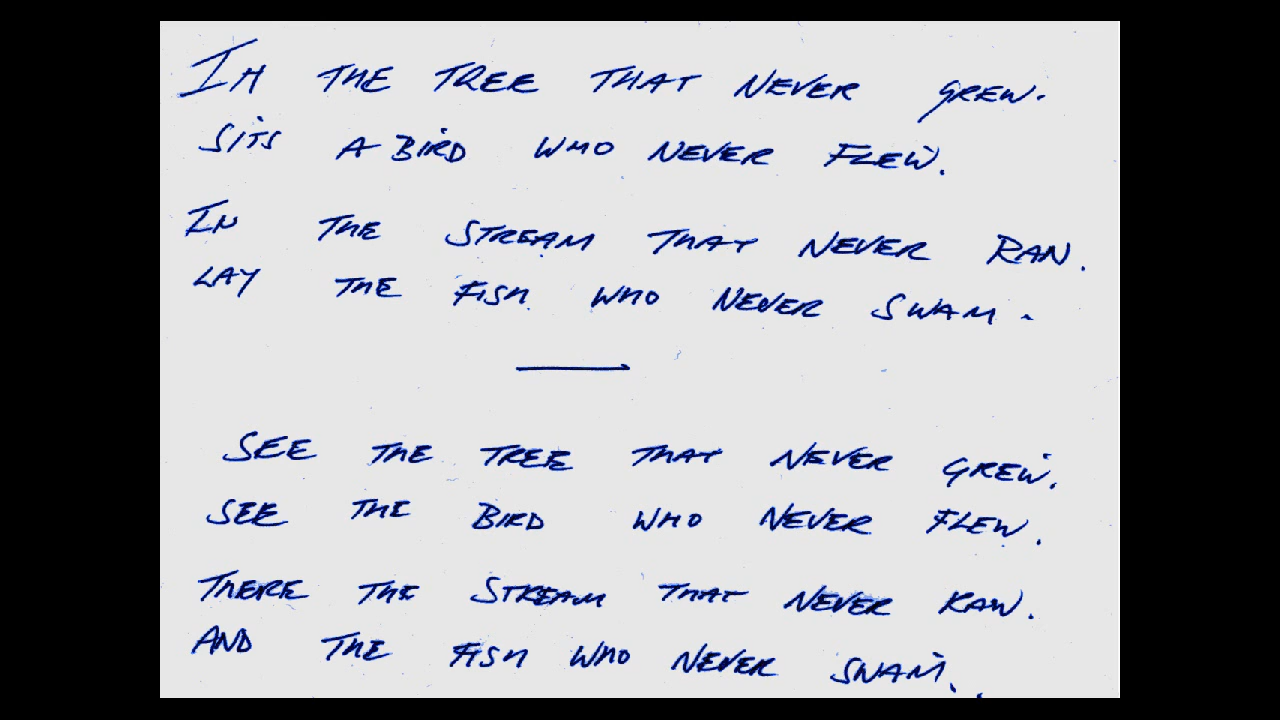 IN THE TREE THAT NEVER GREW.
SITS A BIRD WHO NEVER FLEW.
IN THE STREAM THAT NEVER RAN.
LAY THE FISH WHO NEVER SWAM.
SEE THE TREE THAT NEVER GREW.
SEE THE BIRD WHO NEVER FLEW.
THERE THE STREAM THAT NEVER RAN.
AND THE FISH WHO NEVER SWAM.